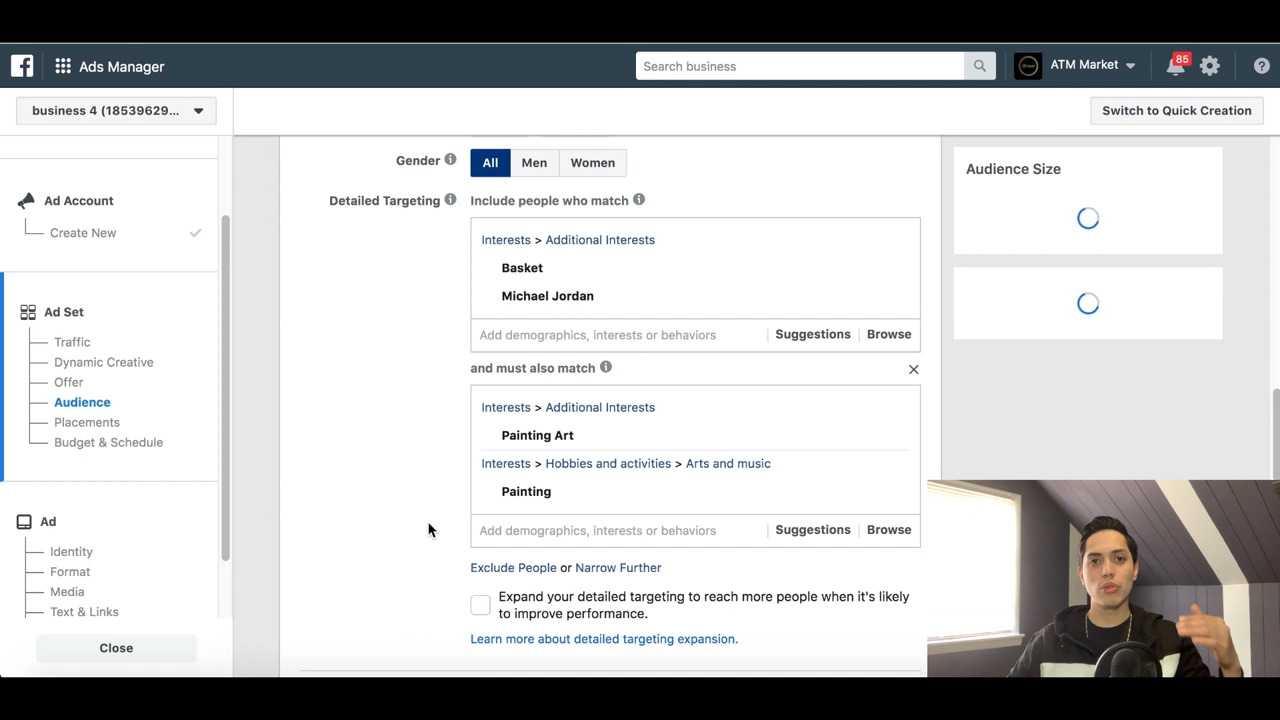 Ads Manager
Search business
ATM Market
85
business 4 (18539629...
Switch to Quick Creation
Ad Account
Create New
Ad Set
Traffic
Dynamic Creative
Offer
Audience
Placements
Budget & Schedule
Ad
Identity
Format
Media
Text & Links
Close
Gender
All
Men
Women
Detailed Targeting
Include people who match
Interests > Additional Interests
Basket
Michael Jordan
Add demographics, interests or behaviors
Suggestions
Browse
and must also match
Interests > Additional Interests
Painting Art
Interests > Hobbies and activities > Arts and music
Painting
Add demographics, interests or behaviors
Suggestions
Browse
Exclude People or Narrow Further
Expand your detailed targeting to reach more people when it's likely
to improve performance.
Learn more about detailed targeting expansion.
Audience Size